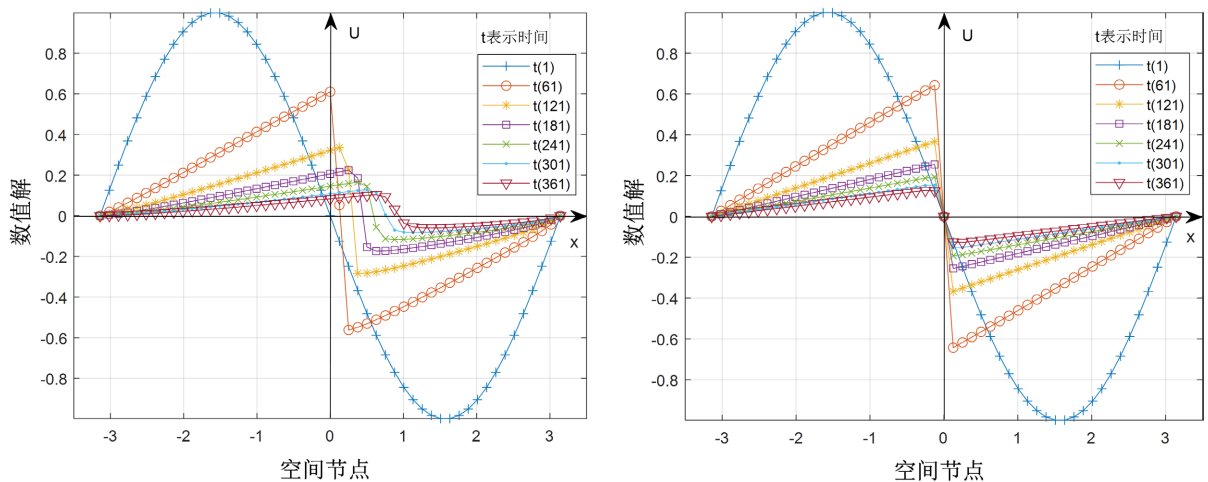 U
t表示时间
t(1)
t(61)
t(121)
t(181)
t(241)
t(301)
t(361)
0.8
0.6
0.4
0.2
0
-0.2
-0.4
-0.6
-0.8
数值解
x
-3 -2 -1 0 1 2 3
空间节点
U
t表示时间
t(1)
t(61)
t(121)
t(181)
t(241)
t(301)
t(361)
0.8
0.6
0.4
0.2
0
-0.2
-0.4
-0.6
-0.8
数值解
x
-3 -2 -1 0 1 2 3
空间节点